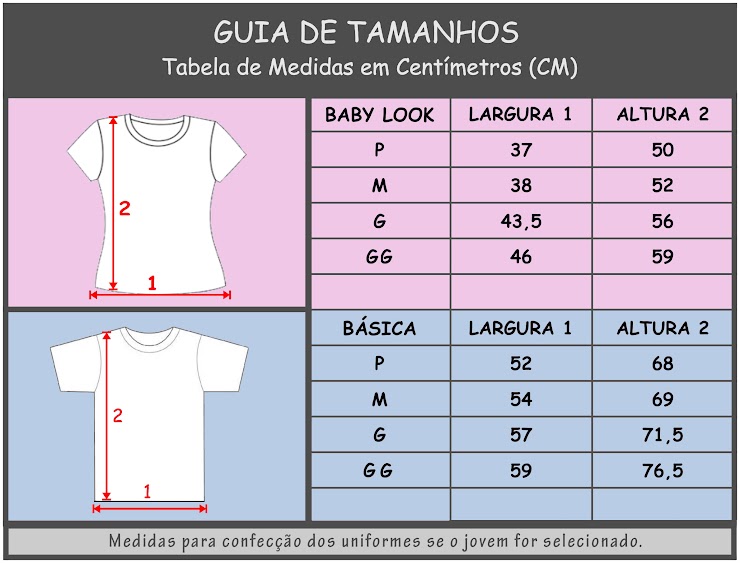 GUIA DE TAMANHOS
Tabela de Medidas em Centímetros (CM)
BABY LOOK LARGURA 1 ALTURA 2
P 37 50
M 38 52
G 43,5 56
GG 46 59
2
1
BÁSICA LARGURA 1 ALTURA 2
P 52 68
M 54 69
G 57 71,5
GG 59 76,5
2
1
Medidas para confecção dos uniformes se o jovem for selecionado.